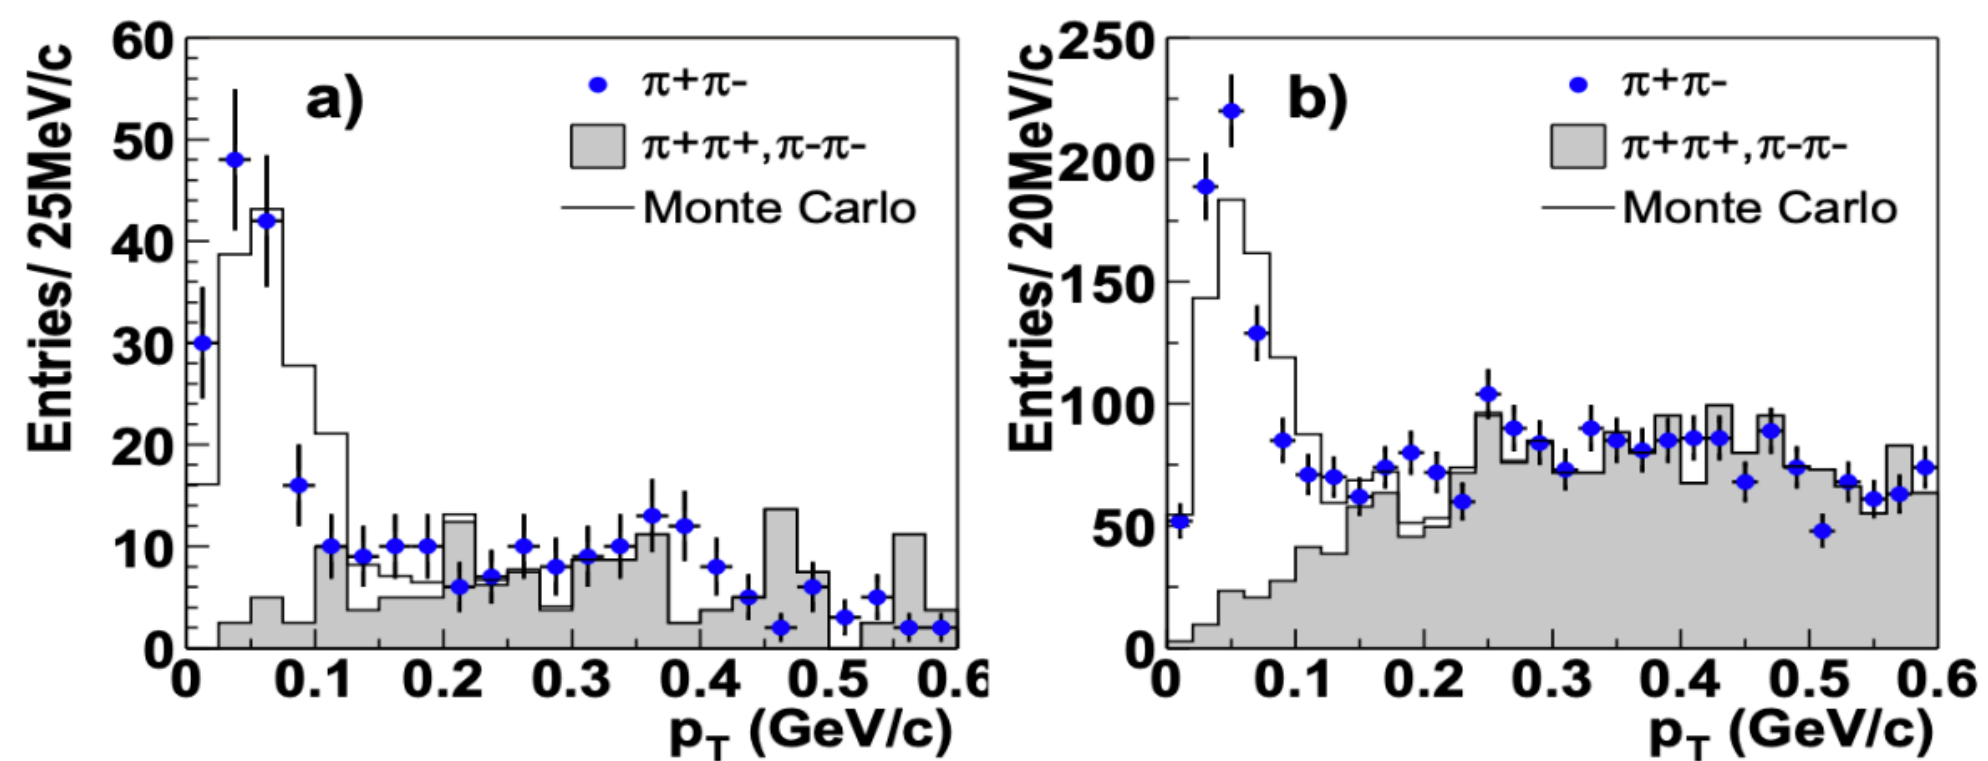 Entries/ 25MeV/c
60
50
40
30
20
10
0
a)
π+π-
π+π+,π-π-
Monte Carlo
0 0.1 0.2 0.3 0.4 0.5 0.6
pT (GeV/c)
Entries/ 20MeV/c
250
200
150
100
50
0
b)
π+π-
π+π+,π-π-
Monte Carlo
0 0.1 0.2 0.3 0.4 0.5 0.6
pT (GeV/c)